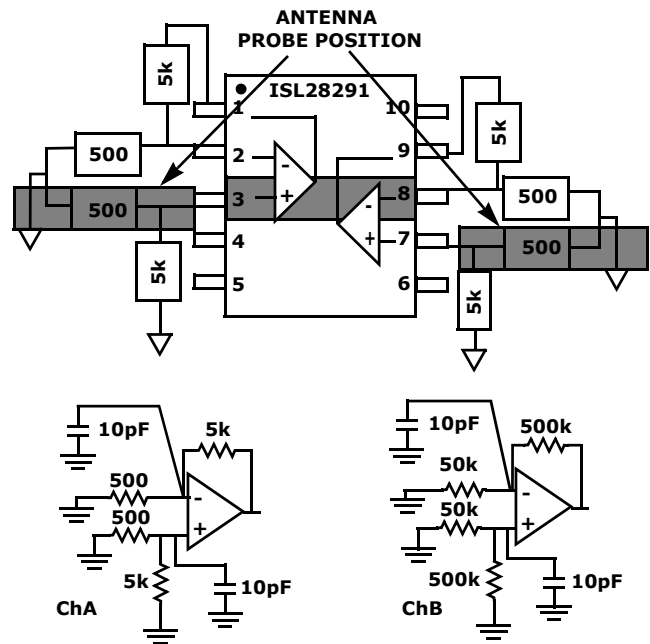 ANTENNA
PROBE POSITION
ISL28291
5k
1
10
5k
500
2
9
-
-
500
3
+
8
500
4
+
7
500
5k
5
6
5k
10pF
5k
500
-
500
+
5k
10pF
ChA
10pF
500k
50k
-
50k
+
500k
10pF
ChB